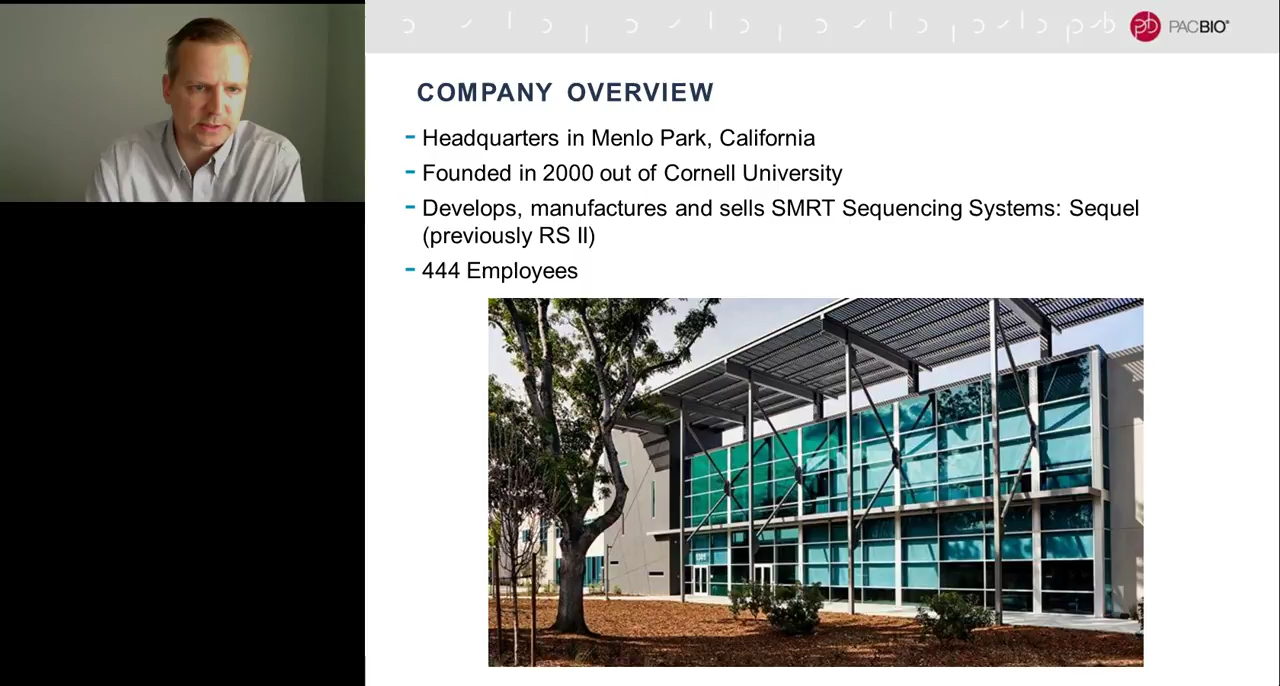 PACBIO®
COMPANY OVERVIEW
- Headquarters in Menlo Park, California
- Founded in 2000 out of Cornell University
- Develops, manufactures and sells SMRT Sequencing Systems: Sequel
(previously RS II)
- 444 Employees